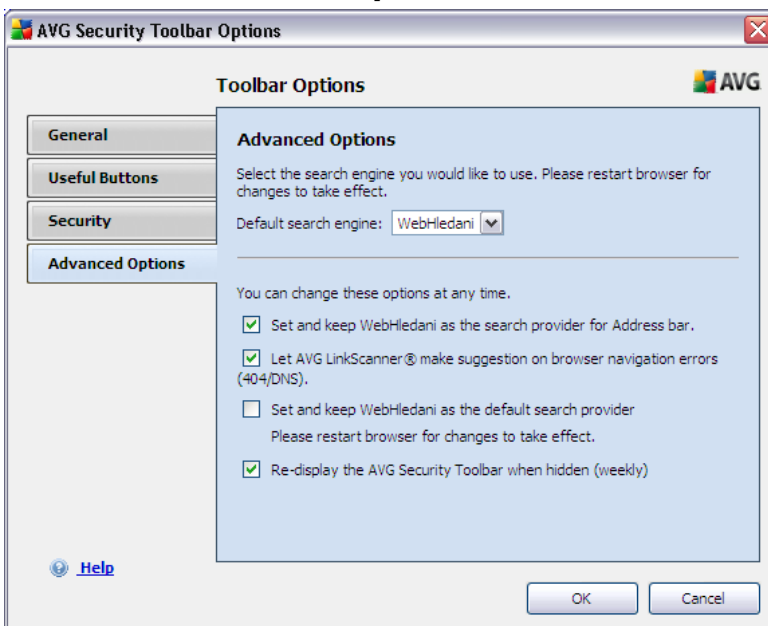 AVG Security Toolbar Options
Toolbar Options
AVG
General
Useful Buttons
Security
Advanced Options
Advanced Options
Select the search engine you would like to use. Please restart browser for
changes to take effect.
Default search engine: WebHledani
You can change these options at any time.
Set and keep WebHledani as the search provider for Address bar.
Let AVG LinkScanner® make suggestion on browser navigation errors
(404/DNS).
Set and keep WebHledani as the default search provider
Please restart browser for changes to take effect.
Re-display the AVG Security Toolbar when hidden (weekly)
Help
OK
Cancel